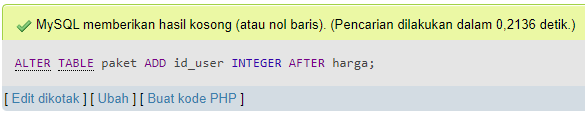 MySQL memberikan hasil kosong (atau nol baris). (Pencarian dilakukan dalam 0,2136 detik.)
ALTER TABLE paket ADD id_user INTEGER AFTER harga;
[ Edit dikotak ] [ Ubah ] [ Buat kode PHP ]